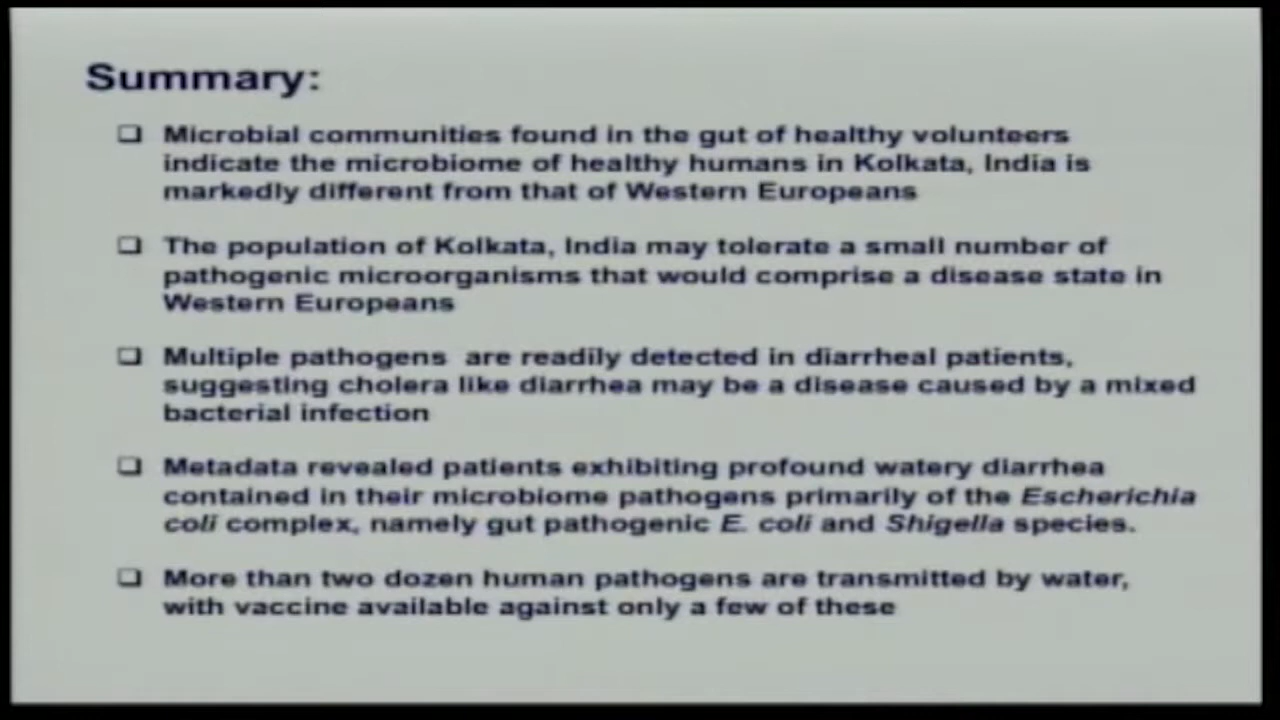 Summary:
Microbial communities found in the gut of healthy volunteers
indicate the microbiome of healthy humans in Kolkata, India is
markedly different from that of Western Europeans
The population of Kolkata, India may tolerate a small number of
pathogenic microorganisms that would comprise a disease state in
Western Europeans
Multiple pathogens are readily detected in diarrheal patients,
suggesting cholera like diarrhea may be a disease caused by a mixed
bacterial infection
Metadata revealed patients exhibiting profound watery diarrhea
contained in their microbiome pathogens primarily of the Escherichia
coli complex, namely gut pathogenic E. coli and Shigella species.
More than two dozen human pathogens are transmitted by water,
with vaccine available against only a few of these